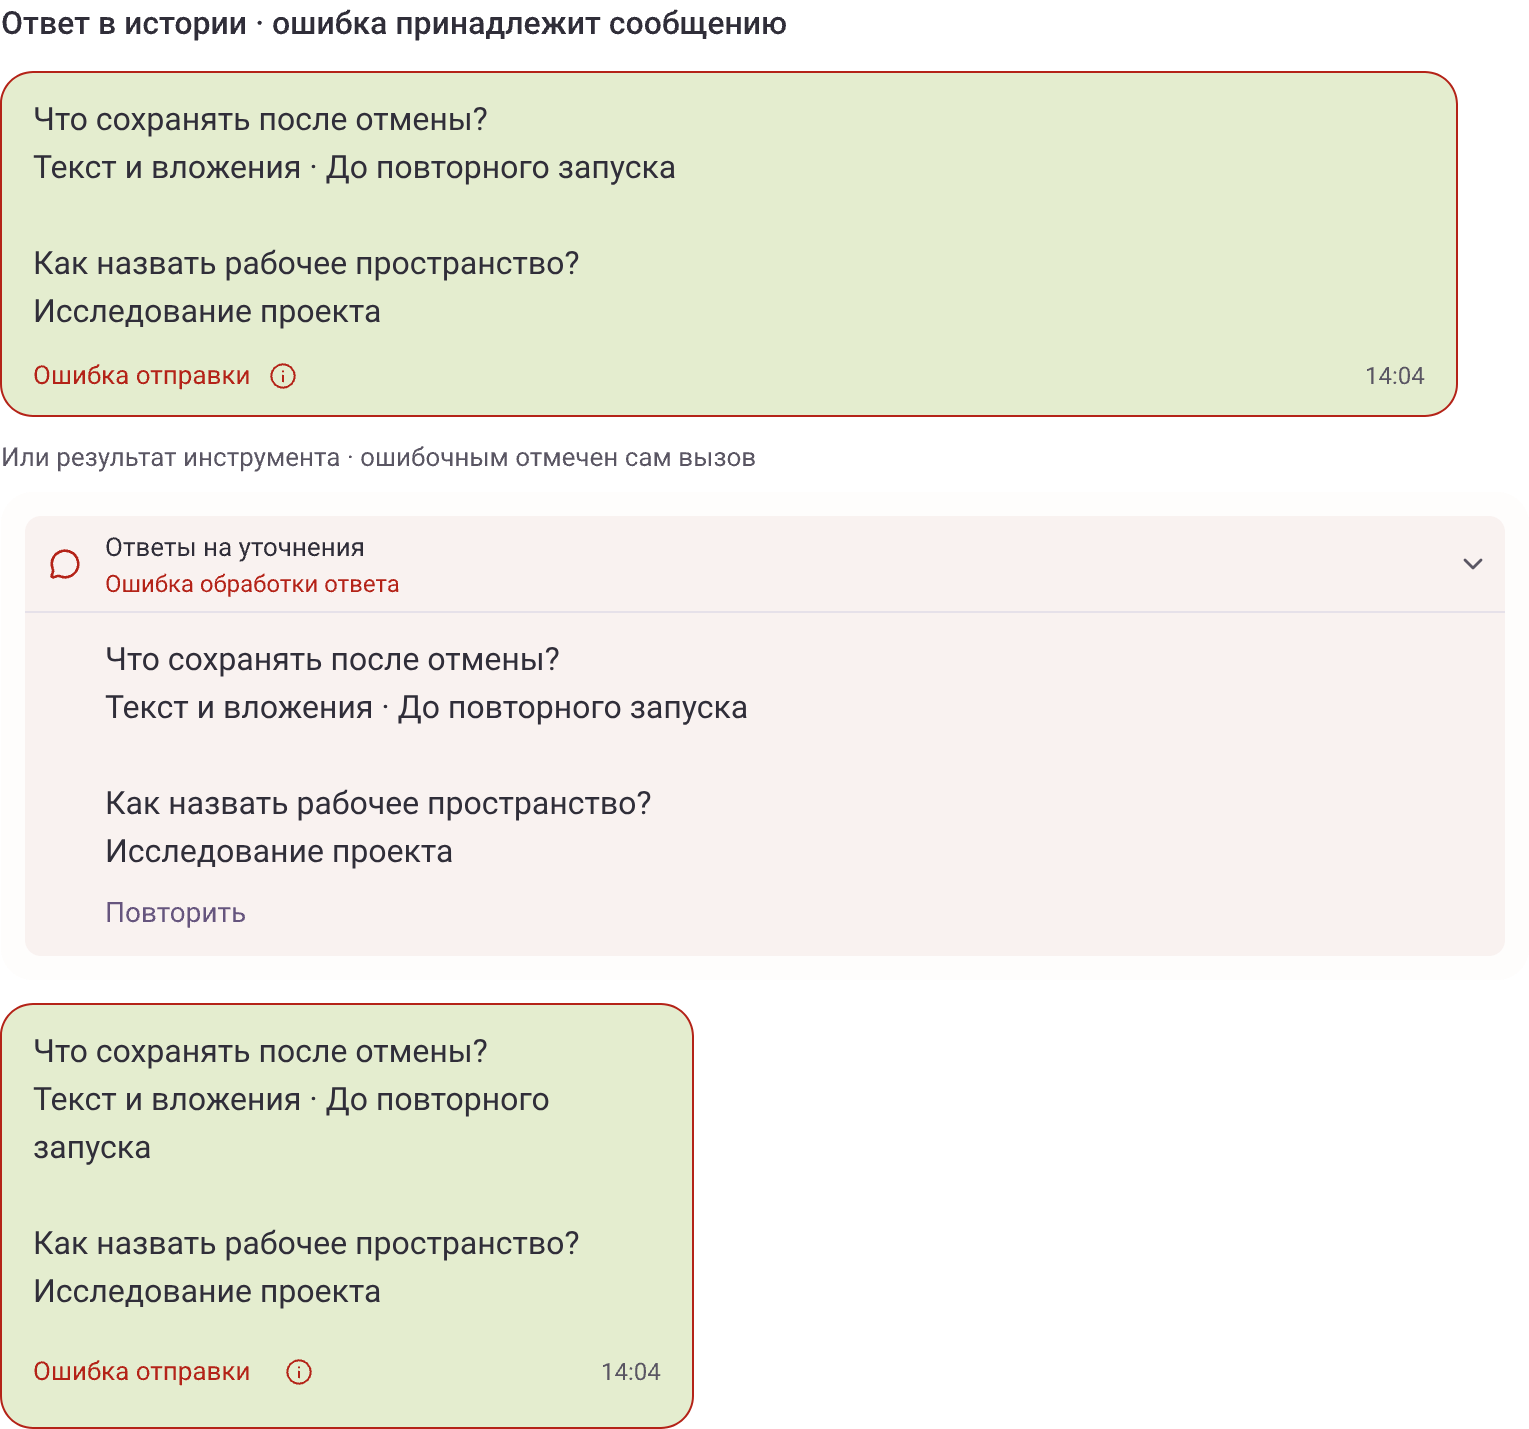 Ответ в истории · ошибка принадлежит сообщению
Что сохранять после отмены?
Текст и вложения · До повторного запуска
Как назвать рабочее пространство?
Исследование проекта
Ошибка отправки
14:04
Или результат инструмента · ошибочным отмечен сам вызов
Ответы на уточнения
Ошибка обработки ответа
Что сохранять после отмены?
Текст и вложения · До повторного запуска
Как назвать рабочее пространство?
Исследование проекта
Повторить
Что сохранять после отмены?
Текст и вложения · До повторного
запуска
Как назвать рабочее пространство?
Исследование проекта
Ошибка отправки
14:04